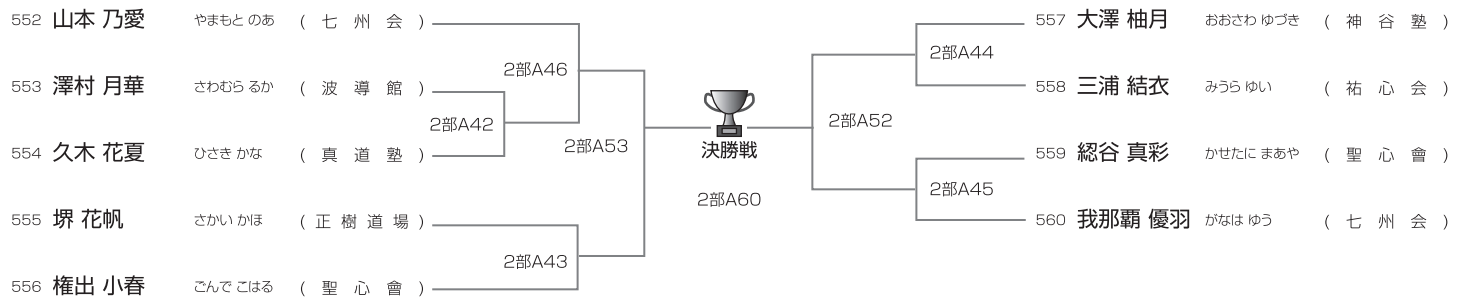 552 山本 乃愛 やまもと のあ ( 七 州 会 )
2部A46
553 澤村 月華 さわむら るか ( 波 導 館 )
2部A42
554 久木 花夏 ひさき かな ( 真 道 塾 )
2部A53
555 堺 花帆 さかい かほ ( 正 樹 道 場 )
2部A43
556 権出 小春 ごんで こはる ( 聖 心 會 )
決勝戦
2部A60
557 大澤 柚月 おおさわ ゆづき ( 神 谷 塾 )
2部A44
558 三浦 結衣 みうら ゆい ( 祐 心 会 )
2部A52
559 綛谷 真彩 かせたに まあや ( 聖 心 會 )
2部A45
560 我那覇 優羽 がなは ゆう ( 七 州 会 )